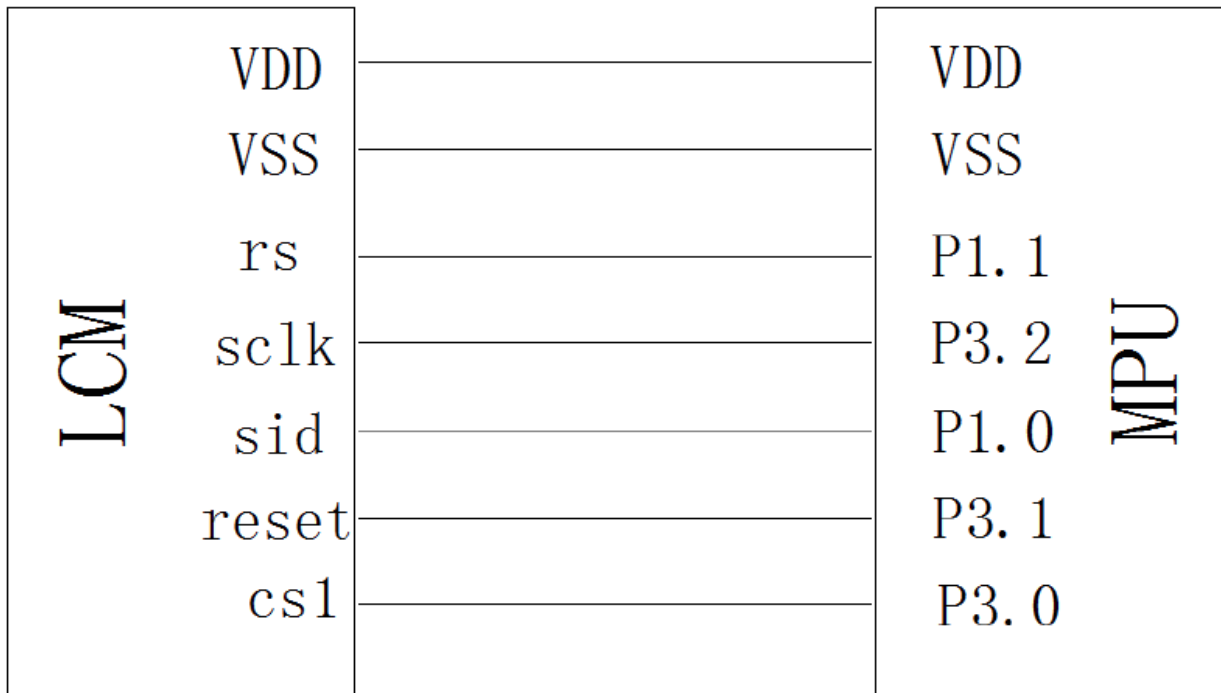 VDD VDD
VSS VSS
rs P1.1
sclk P3.2
LCM
MPU
sid P1.0
reset P3.1
cs1 P3.0